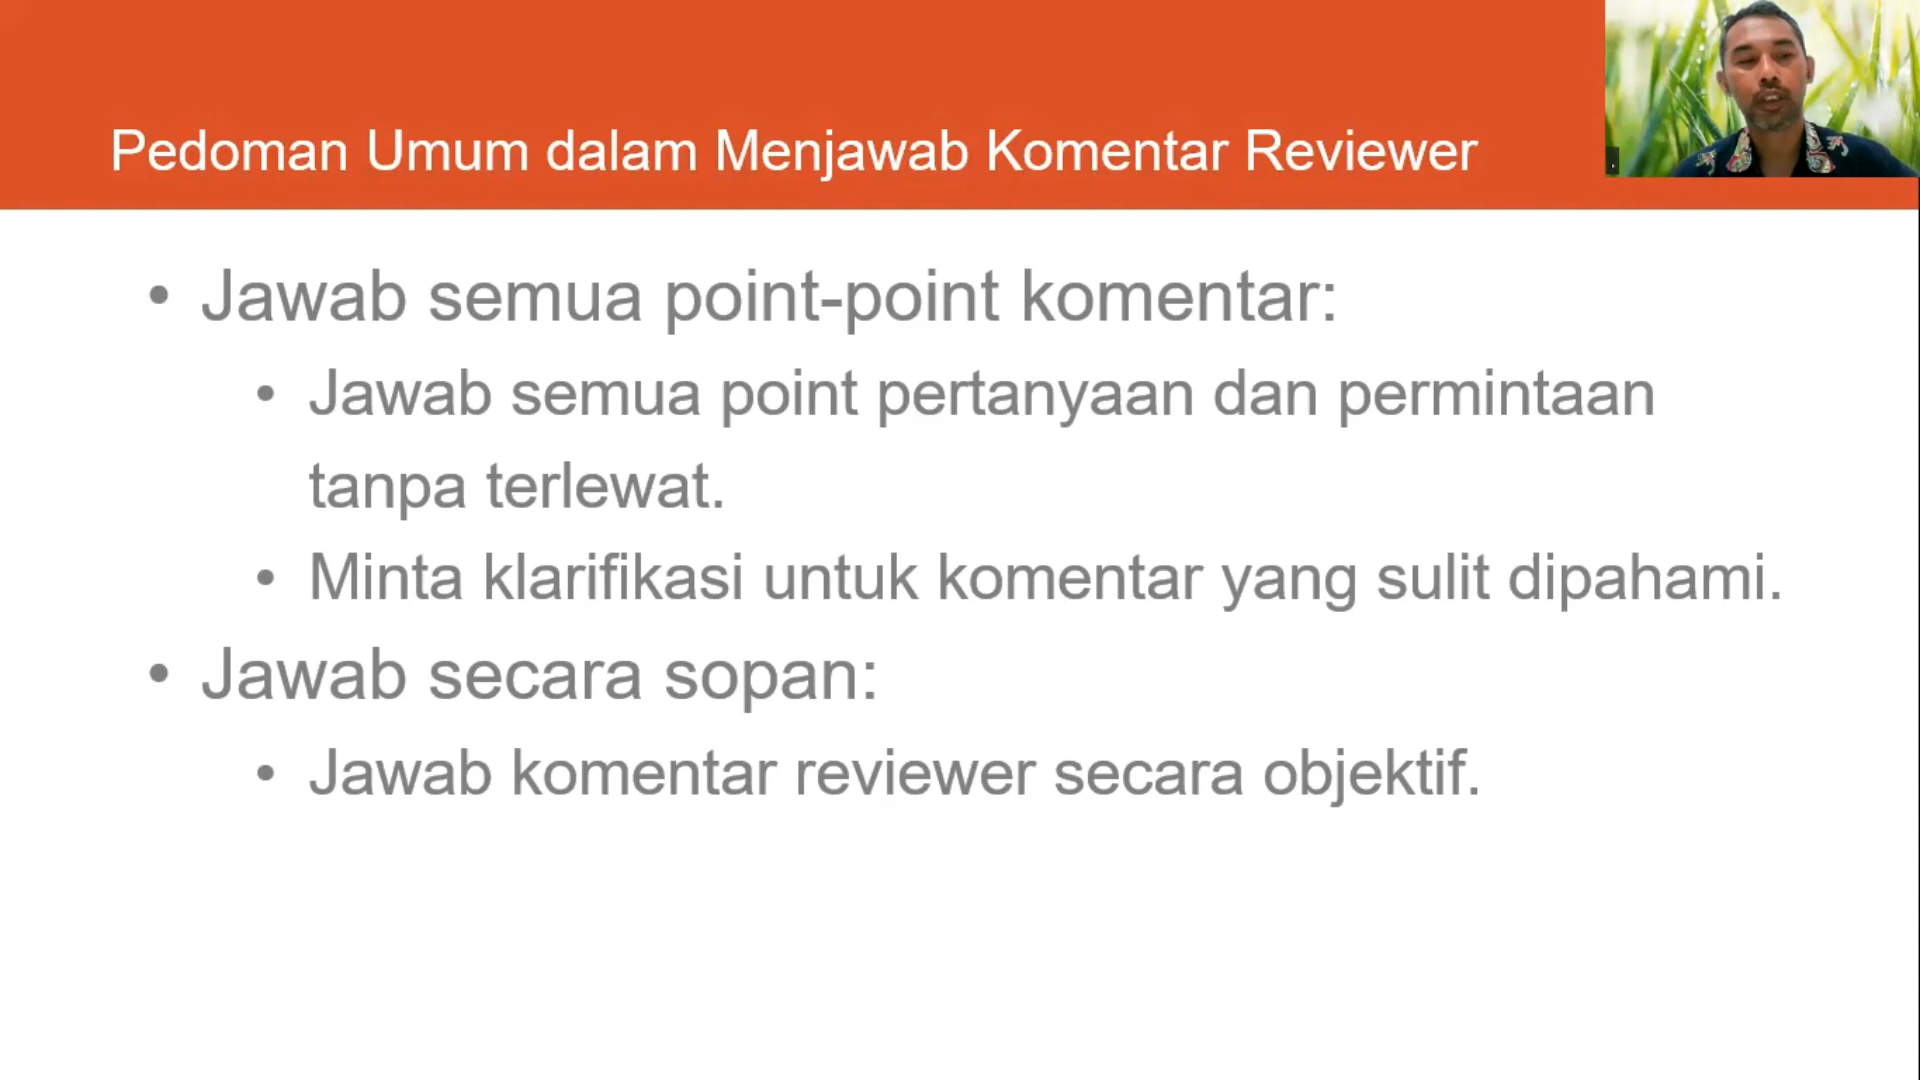 Pedoman Umum dalam Menjawab Komentar Reviewer
• Jawab semua point-point komentar:
• Jawab semua point pertanyaan dan permintaan
tanpa terlewat.
• Minta klarifikasi untuk komentar yang sulit dipahami.
• Jawab secara sopan:
• Jawab komentar reviewer secara objektif.